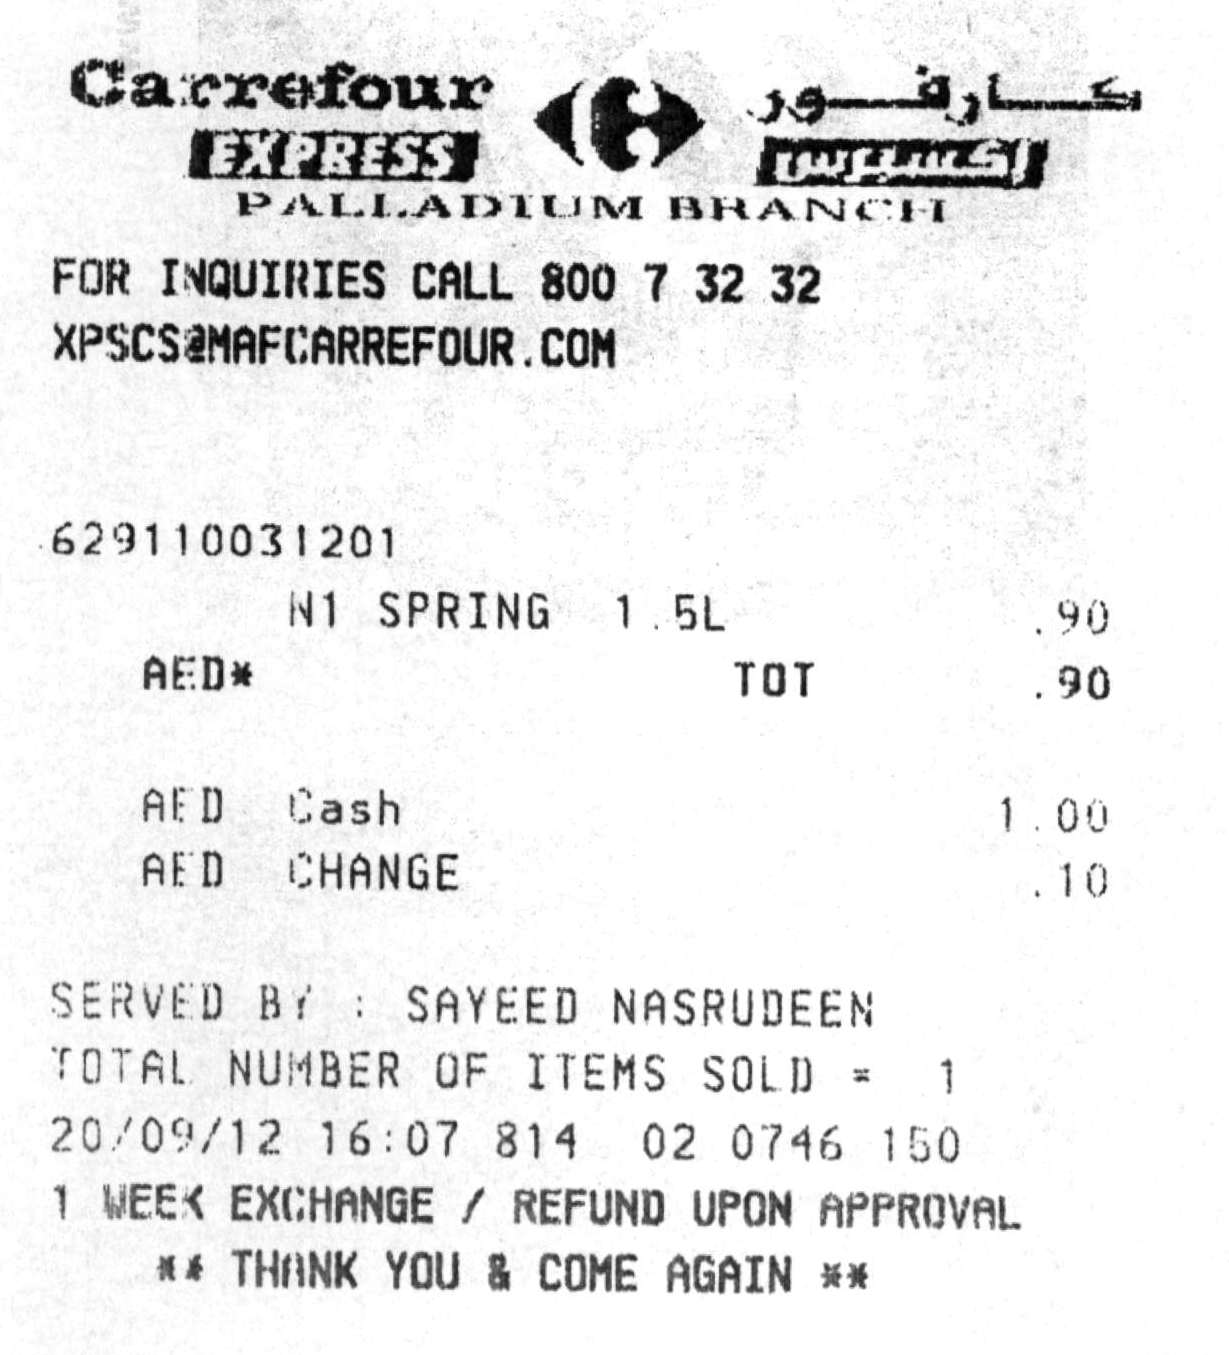 Carrefour كارفور
EXPRESS إكسبريس
PALLADIUM BRANCH
FOR INQUIRIES CALL 800 7 32 32
XPSCS@MAFCARREFOUR.COM
629110031201
N1 SPRING 1.5L .90
AED* TOT .90
AED Cash 1.00
AED CHANGE .10
SERVED BY : SAYEED NASRUDEEN
TOTAL NUMBER OF ITEMS SOLD = 1
20/09/12 16:07 814 02 0746 150
1 WEEK EXCHANGE / REFUND UPON APPROVAL
** THANK YOU & COME AGAIN **